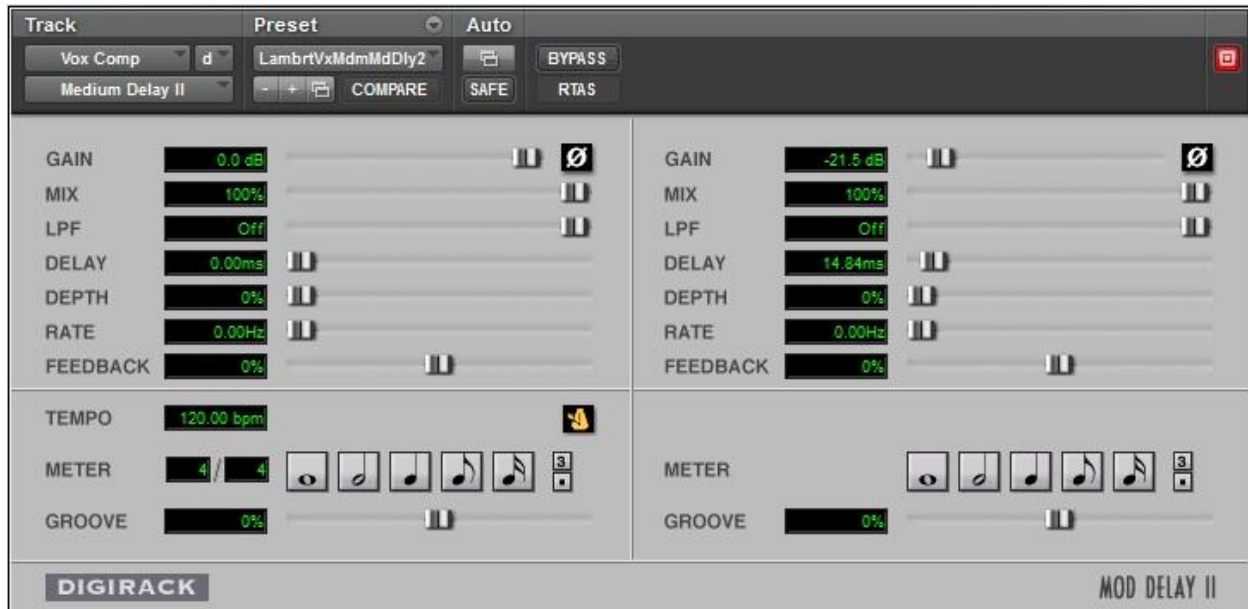 Track Preset Auto
Vox Comp d LambrtVxMdmMdDly2 BYPASS
Medium Delay II - + COMPARE SAFE RTAS
GAIN 0.0 dB Ø GAIN -21.5 dB Ø
MIX 100% MIX 100%
LPF Off LPF Off
DELAY 0.00ms DELAY 14.84ms
DEPTH 0% DEPTH 0%
RATE 0.00Hz RATE 0.00Hz
FEEDBACK 0% FEEDBACK 0%
TEMPO 120.00 bpm
METER 4 / 4 3 METER 3
GROOVE 0% GROOVE 0%
DIGIRACK MOD DELAY II